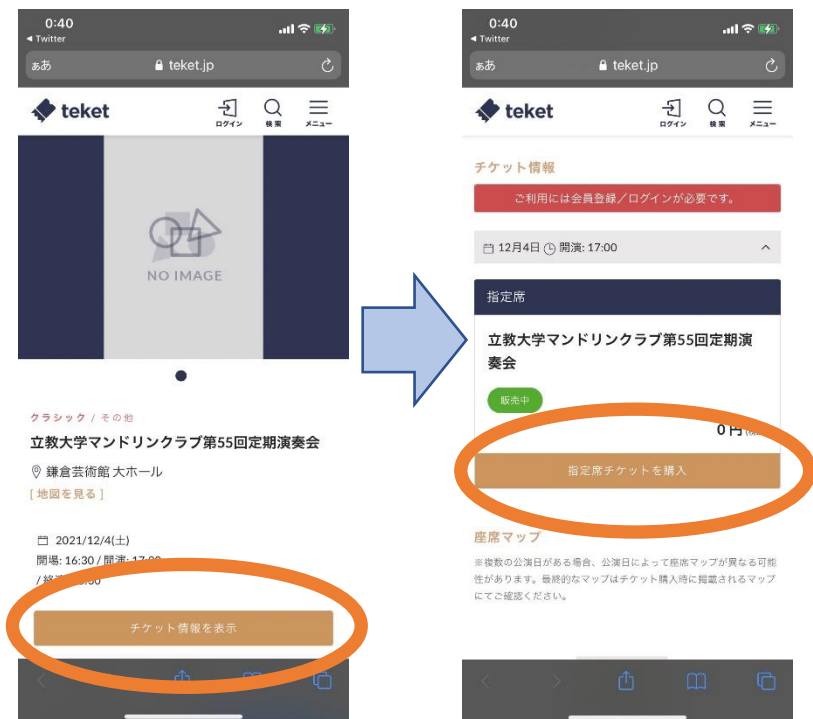 0:40
◀ Twitter
ぁあ
teket.jp
teket
ログイン
検索
メニュー
NO IMAGE
クラシック / その他
立教大学マンドリンクラブ第55回定期演奏会
鎌倉芸術館 大ホール
[ 地図を見る ]
2021/12/4(土)
開場: 16:30 / 開演: 17:00
チケット情報を表示
0:40
◀ Twitter
ぁあ
teket.jp
teket
ログイン
検索
メニュー
チケット情報
ご利用には会員登録／ログインが必要です。
12月4日 開演: 17:00
指定席
立教大学マンドリンクラブ第55回定期演
奏会
販売中
0 円
指定席チケットを購入
座席マップ
※複数の公演日がある場合、公演日によって座席マップが異なる可能
性があります。最終的なマップはチケット購入時に掲載されるマップ
にてご確認ください。